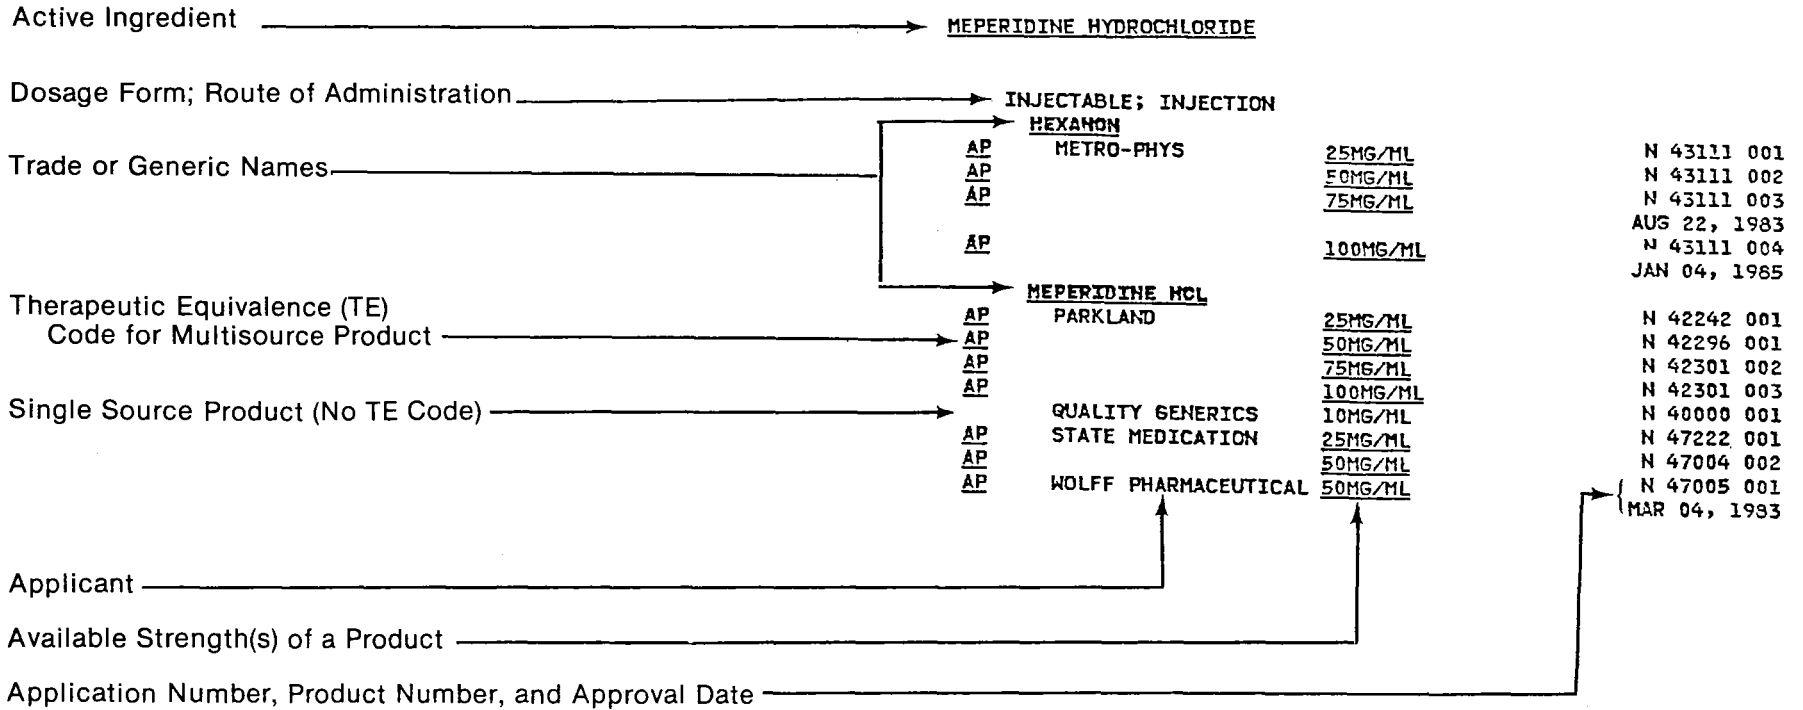 Active Ingredient MEPERIDINE HYDROCHLORIDE
Dosage Form; Route of Administration INJECTABLE; INJECTION
HEXANON
AP METRO-PHYS 25MG/ML N 43111 001
Trade or Generic Names
AP 50MG/ML N 43111 002
AP 75MG/ML N 43111 003
AUG 22, 1983
AP 100MG/ML N 43111 004
JAN 04, 1985
MEPERIDINE HCL
Therapeutic Equivalence (TE)
AP PARKLAND 25MG/ML N 42242 001
Code for Multisource Product AP 50MG/ML N 42296 001
AP 75MG/ML N 42301 002
AP 100MG/ML N 42301 003
Single Source Product (No TE Code) QUALITY GENERICS 10MG/ML N 40000 001
AP STATE MEDICATION 25MG/ML N 47222 001
AP 50MG/ML N 47004 002
AP WOLFF PHARMACEUTICAL 50MG/ML N 47005 001
MAR 04, 1983
Applicant
Available Strength(s) of a Product
Application Number, Product Number, and Approval Date